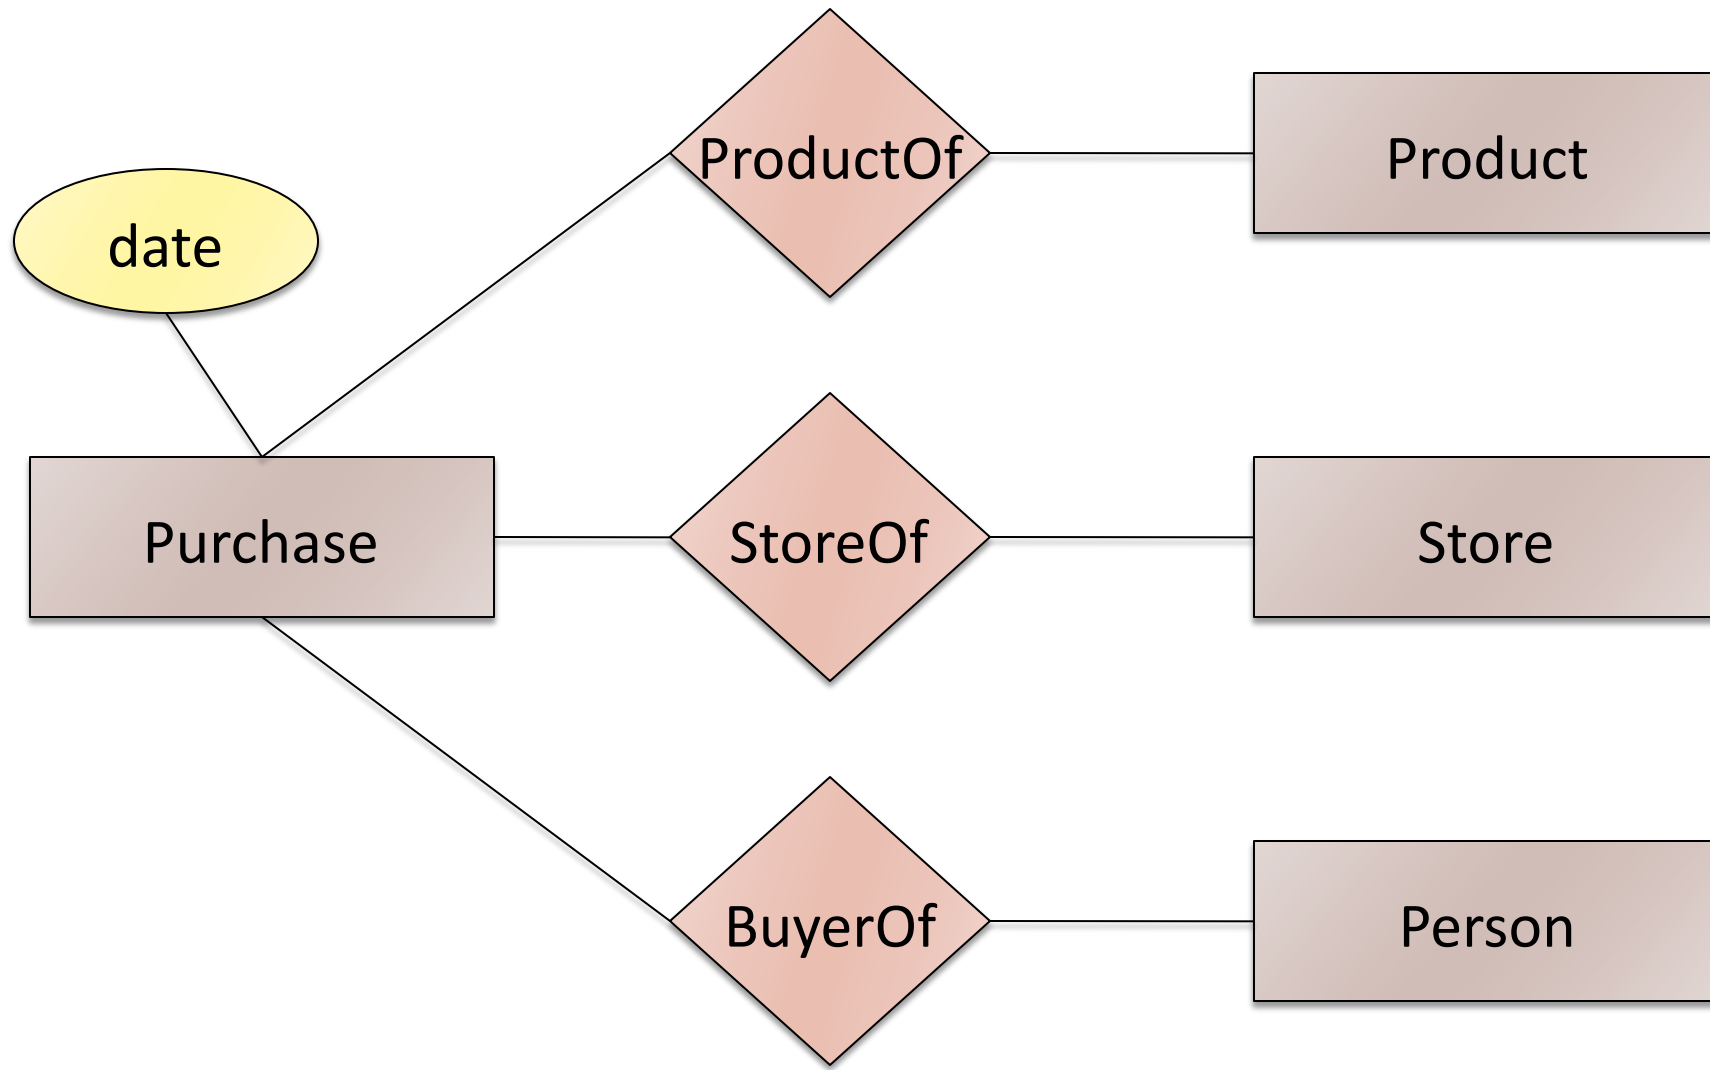 ProductOf
Product
date
Purchase
StoreOf
Store
BuyerOf
Person